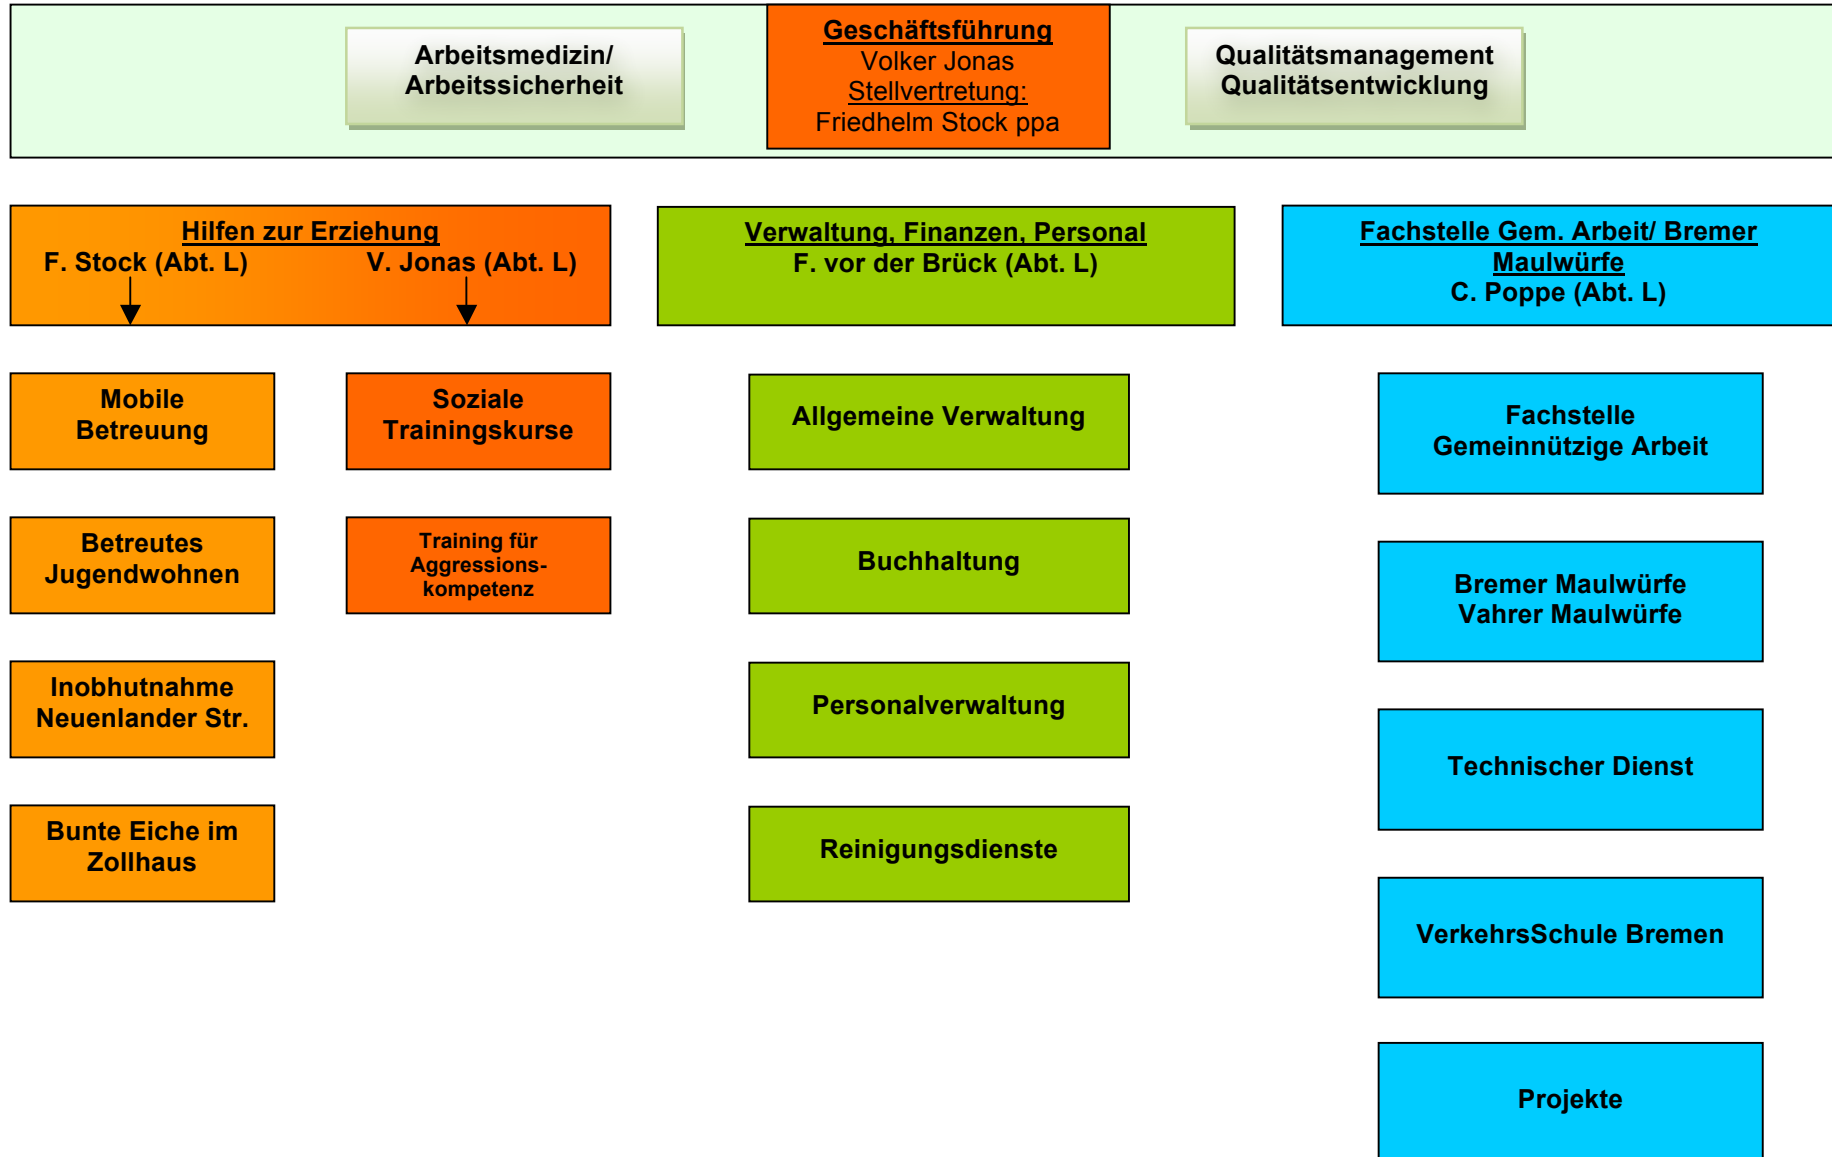 Arbeitsmedizin/
Arbeitssicherheit
Geschäftsführung
Volker Jonas
Stellvertretung:
Friedhelm Stock ppa
Qualitätsmanagement
Qualitätsentwicklung
Hilfen zur Erziehung
F. Stock (Abt. L) V. Jonas (Abt. L)
Verwaltung, Finanzen, Personal
F. vor der Brück (Abt. L)
Fachstelle Gem. Arbeit/ Bremer
Maulwürfe
C. Poppe (Abt. L)
Mobile
Betreuung
Betreutes
Jugendwohnen
Inobhutnahme
Neuenlander Str.
Bunte Eiche im
Zollhaus
Soziale
Trainingskurse
Training für
Aggressions-
kompetenz
Allgemeine Verwaltung
Buchhaltung
Personalverwaltung
Reinigungsdienste
Fachstelle
Gemeinnützige Arbeit
Bremer Maulwürfe
Vahrer Maulwürfe
Technischer Dienst
VerkehrsSchule Bremen
Projekte